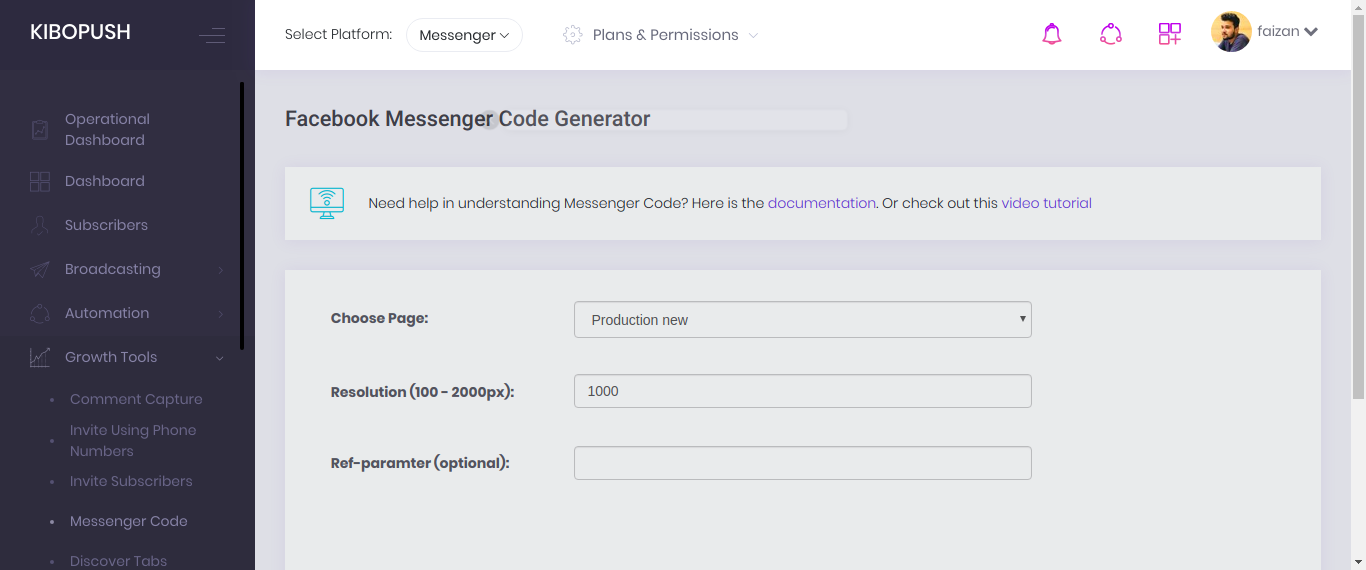 KIBOPUSH
Select Platform: Messenger Plans & Permissions faizan
Operational
Dashboard
Dashboard
Subscribers
Broadcasting
Automation
Growth Tools
Comment Capture
Invite Using Phone
Numbers
Invite Subscribers
Messenger Code
Discover Tabs
Facebook Messenger Code Generator
Need help in understanding Messenger Code? Here is the documentation. Or check out this video tutorial
Choose Page: Production new
Resolution (100 - 2000px): 1000
Ref-paramter (optional):